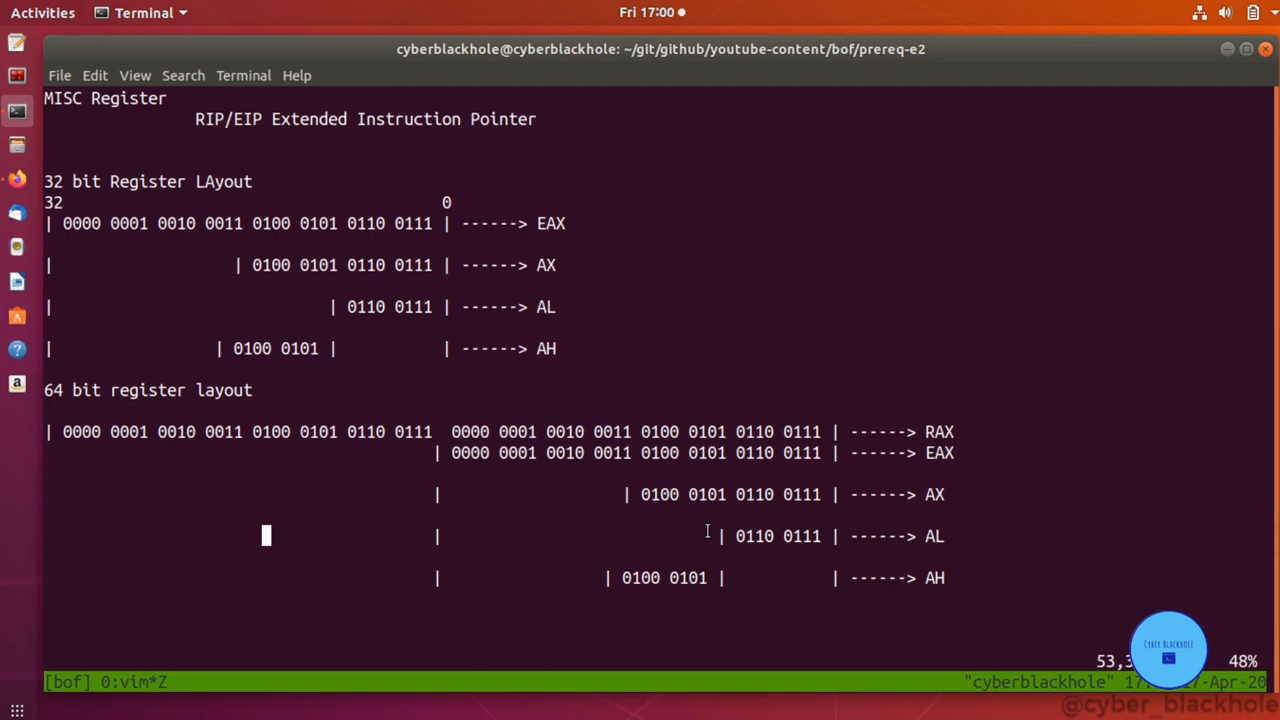 Activities Terminal Fri 17:00
cyberblackhole@cyberblackhole: ~/git/github/youtube-content/bof/prereq-e2
File Edit View Search Terminal Help
MISC Register
RIP/EIP Extended Instruction Pointer
32 bit Register LAyout
32 0
| 0000 0001 0010 0011 0100 0101 0110 0111 | ------> EAX
| | 0100 0101 0110 0111 | ------> AX
| | 0110 0111 | ------> AL
| | 0100 0101 | | ------> AH
64 bit register layout
| 0000 0001 0010 0011 0100 0101 0110 0111 0000 0001 0010 0011 0100 0101 0110 0111 | ------> RAX
| 0000 0001 0010 0011 0100 0101 0110 0111 | ------> EAX
| | 0100 0101 0110 0111 | ------> AX
| | 0110 0111 | ------> AL
| | 0100 0101 | | ------> AH
CYBER BLACKHOLE
48%
[bof] 0:vim*Z "cyberblackhole"
@cyber_blackhole